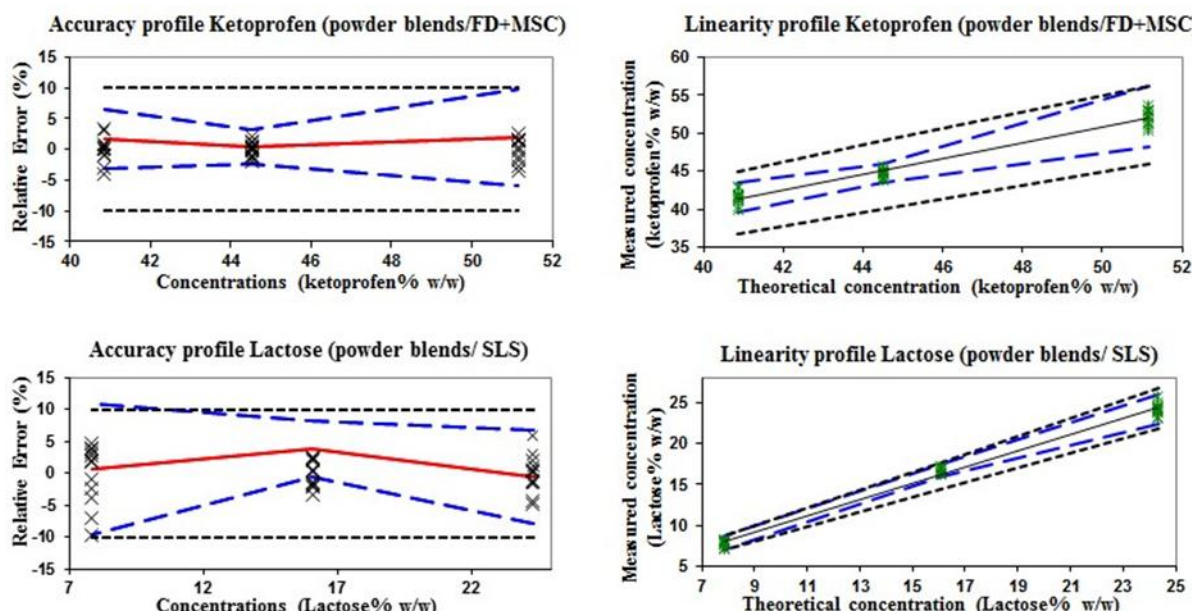 Accuracy profile Ketoprofen (powder blends/FD+MSC)
Relative Error (%)
15
10
5
0
-5
-10
-15
40 42 44 46 48 50 52
Concentrations (ketoprofen% w/w)
Linearity profile Ketoprofen (powder blends/FD+MSC)
Measured concentration
(ketoprofen% w/w)
60
55
50
45
40
35
40 42 44 46 48 50 52
Theoretical concentration (ketoprofen% w/w)
Accuracy profile Lactose (powder blends/ SLS)
Relative Error (%)
15
10
5
0
-5
-10
-15
7 12 17 22
Concentrations (Lactose% w/w)
Linearity profile Lactose (powder blends/ SLS)
Measured concentration
(Lactose% w/w)
25
20
15
10
5
7 9 11 13 15 17 19 21 23 25
Theoretical concentration (Lactose% w/w)